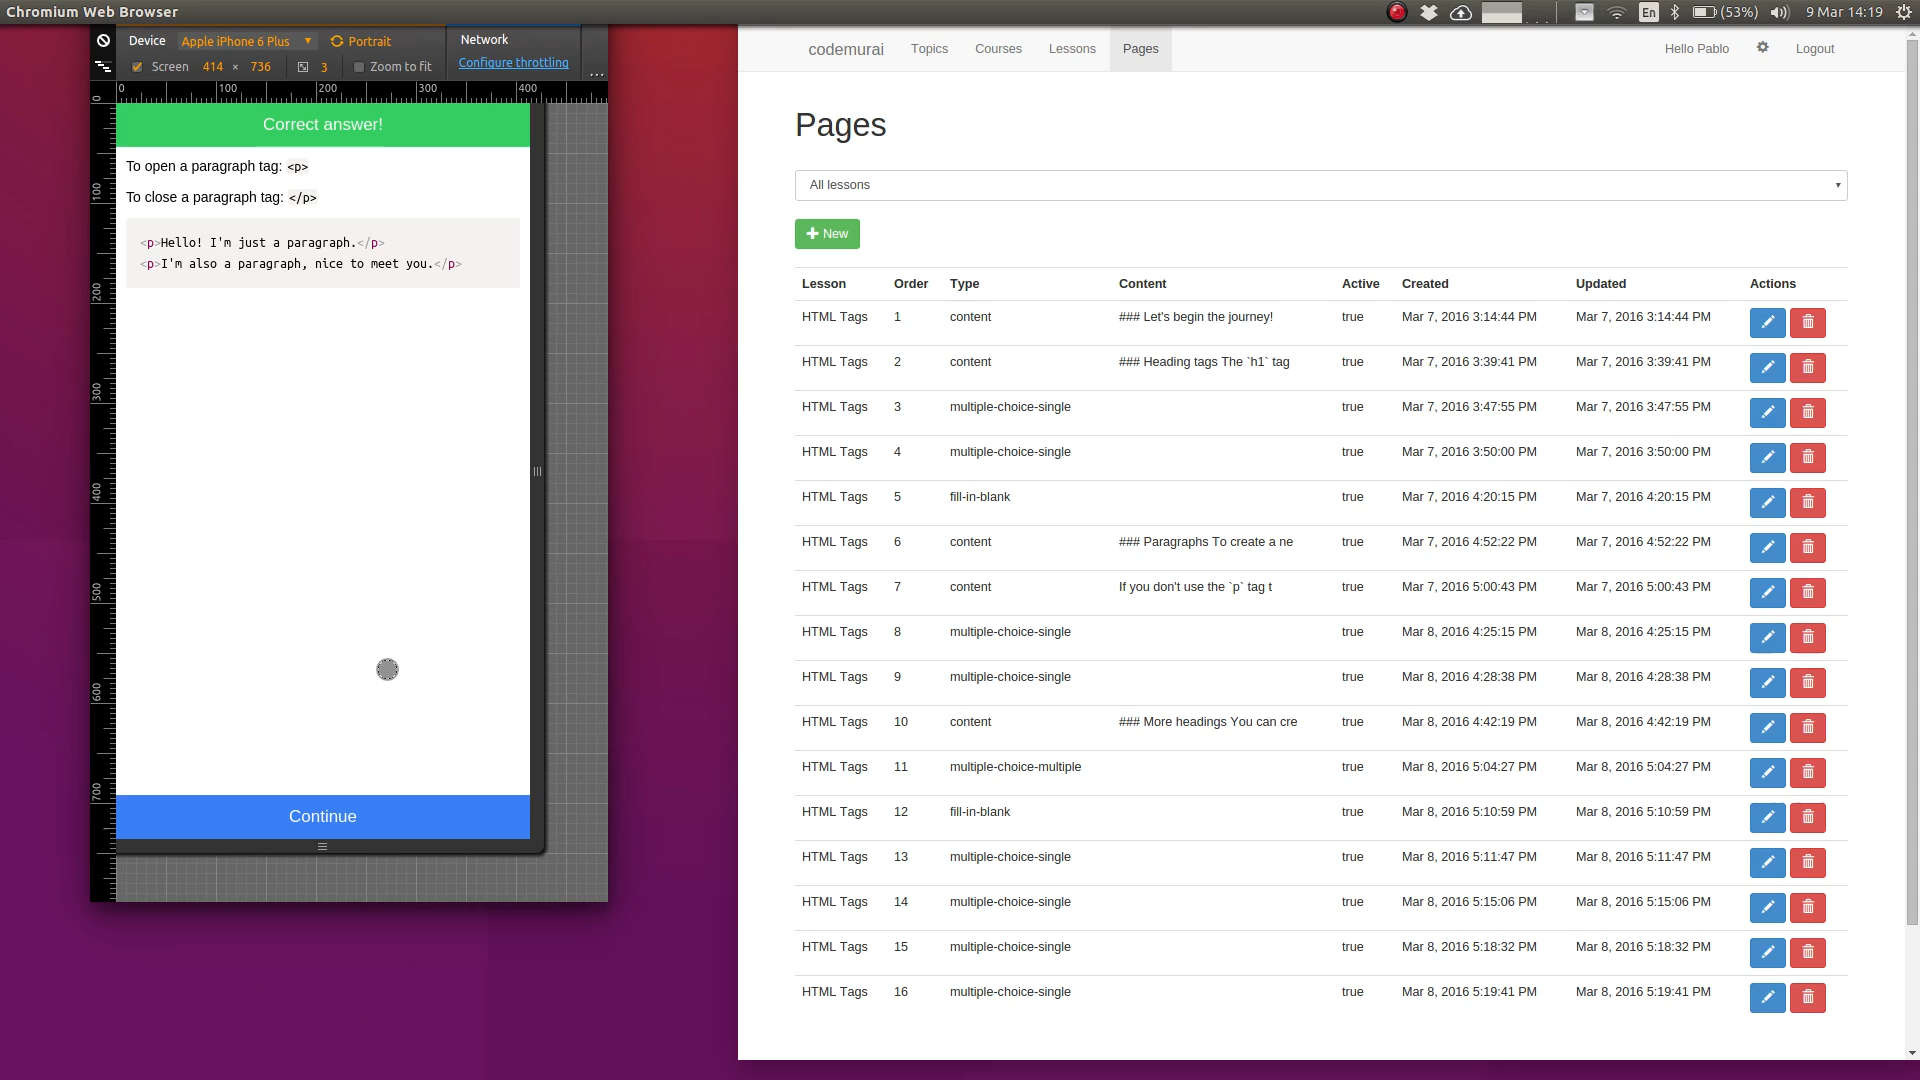 Chromium Web Browser
En
(53%)
9 Mar 14:19
Device
Apple iPhone 6 Plus
Portrait
Network
Screen
414 × 736
3
Zoom to fit
Configure throttling
...
0 100 200 300 400
0
100
200
300
400
500
600
700
Correct answer!
To open a paragraph tag: <p>
To close a paragraph tag: </p>
<p>Hello! I'm just a paragraph.</p>
<p>I'm also a paragraph, nice to meet you.</p>
Continue
codemurai Topics Courses Lessons Pages Hello Pablo Logout
Pages
All lessons
New
Lesson Order Type Content Active Created Updated Actions
HTML Tags 1 content ### Let's begin the journey! true Mar 7, 2016 3:14:44 PM Mar 7, 2016 3:14:44 PM
HTML Tags 2 content ### Heading tags The `h1` tag true Mar 7, 2016 3:39:41 PM Mar 7, 2016 3:39:41 PM
HTML Tags 3 multiple-choice-single true Mar 7, 2016 3:47:55 PM Mar 7, 2016 3:47:55 PM
HTML Tags 4 multiple-choice-single true Mar 7, 2016 3:50:00 PM Mar 7, 2016 3:50:00 PM
HTML Tags 5 fill-in-blank true Mar 7, 2016 4:20:15 PM Mar 7, 2016 4:20:15 PM
HTML Tags 6 content ### Paragraphs To create a ne true Mar 7, 2016 4:52:22 PM Mar 7, 2016 4:52:22 PM
HTML Tags 7 content If you don't use the `p` tag t true Mar 7, 2016 5:00:43 PM Mar 7, 2016 5:00:43 PM
HTML Tags 8 multiple-choice-single true Mar 8, 2016 4:25:15 PM Mar 8, 2016 4:25:15 PM
HTML Tags 9 multiple-choice-single true Mar 8, 2016 4:28:38 PM Mar 8, 2016 4:28:38 PM
HTML Tags 10 content ### More headings You can cre true Mar 8, 2016 4:42:19 PM Mar 8, 2016 4:42:19 PM
HTML Tags 11 multiple-choice-multiple true Mar 8, 2016 5:04:27 PM Mar 8, 2016 5:04:27 PM
HTML Tags 12 fill-in-blank true Mar 8, 2016 5:10:59 PM Mar 8, 2016 5:10:59 PM
HTML Tags 13 multiple-choice-single true Mar 8, 2016 5:11:47 PM Mar 8, 2016 5:11:47 PM
HTML Tags 14 multiple-choice-single true Mar 8, 2016 5:15:06 PM Mar 8, 2016 5:15:06 PM
HTML Tags 15 multiple-choice-single true Mar 8, 2016 5:18:32 PM Mar 8, 2016 5:18:32 PM
HTML Tags 16 multiple-choice-single true Mar 8, 2016 5:19:41 PM Mar 8, 2016 5:19:41 PM